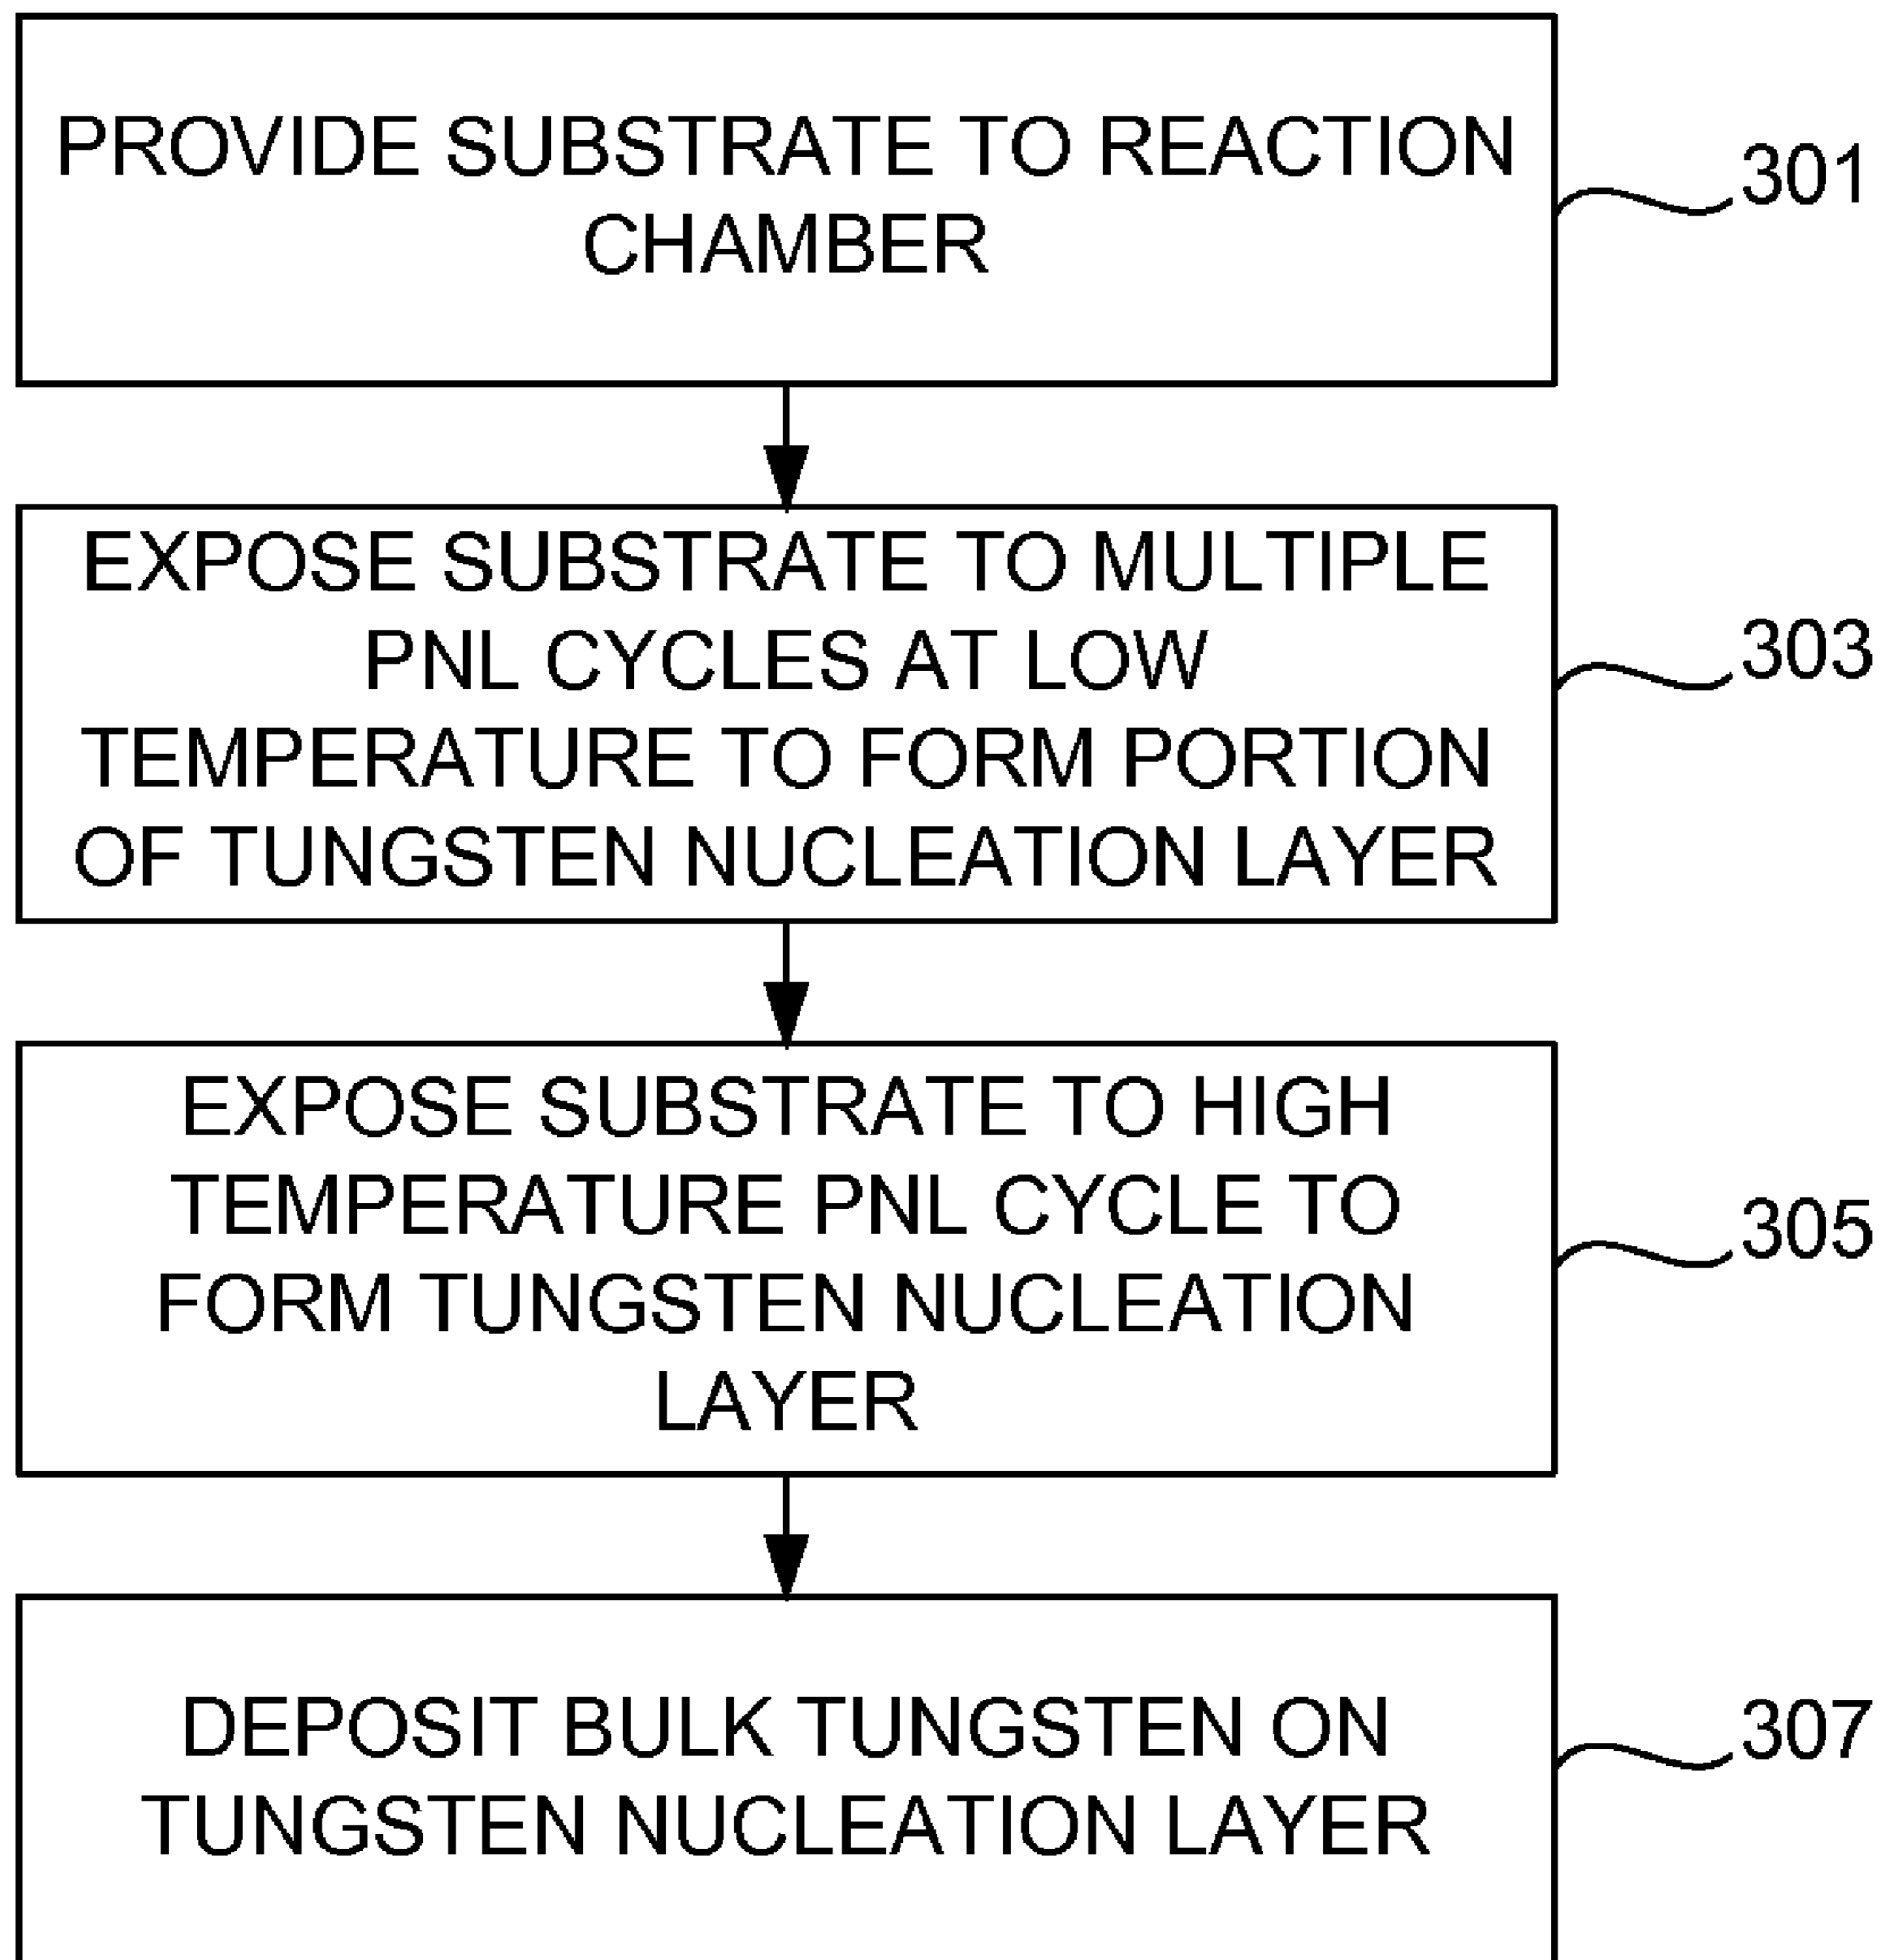 PROVIDE SUBSTRATE TO REACTION
CHAMBER
301
EXPOSE SUBSTRATE TO MULTIPLE
PNL CYCLES AT LOW
TEMPERATURE TO FORM PORTION
OF TUNGSTEN NUCLEATION LAYER
303
EXPOSE SUBSTRATE TO HIGH
TEMPERATURE PNL CYCLE TO
FORM TUNGSTEN NUCLEATION
LAYER
305
DEPOSIT BULK TUNGSTEN ON
TUNGSTEN NUCLEATION LAYER
307